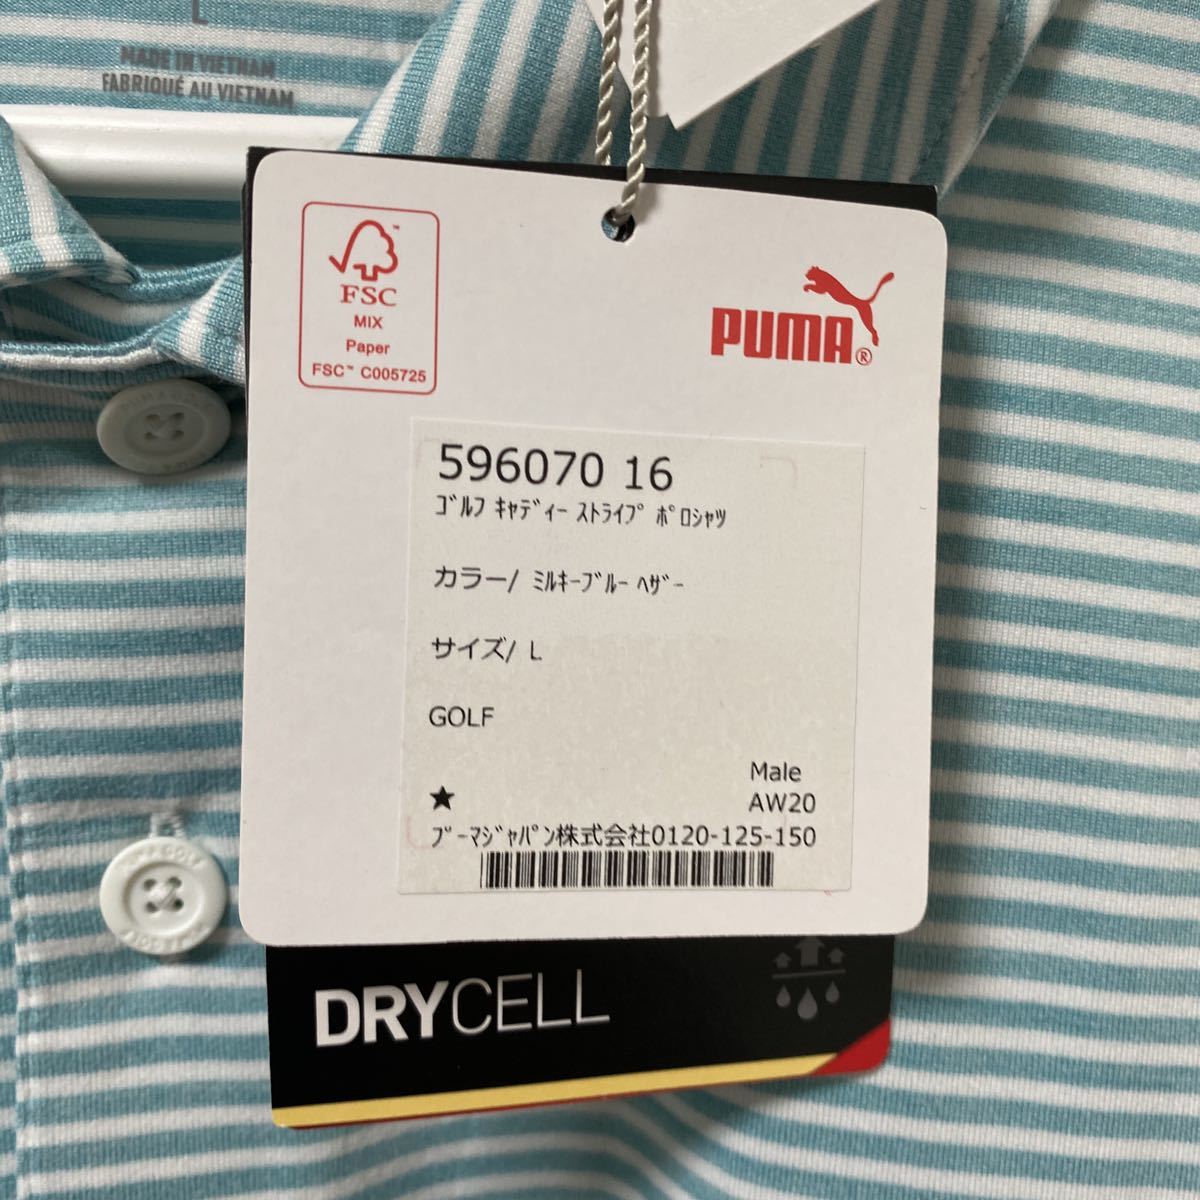 L
MADE IN VIETNAM
FABRIQUÉ AU VIETNAM
FSC™
MIX
Paper
FSC™ C005725
PUMA®
596070 16
ｺﾞﾙﾌ ｷｬﾃﾞｨｰ ｽﾄﾗｲﾌﾟ ﾎﾟﾛｼｬﾂ
カラー/ ﾐﾙｷｰﾌﾞﾙｰ ﾍｻﾞｰ
サイズ/ L
GOLF
Male
★ AW20
ﾌﾟｰﾏｼﾞｬﾊﾟﾝ株式会社0120-125-150
DRYCELL